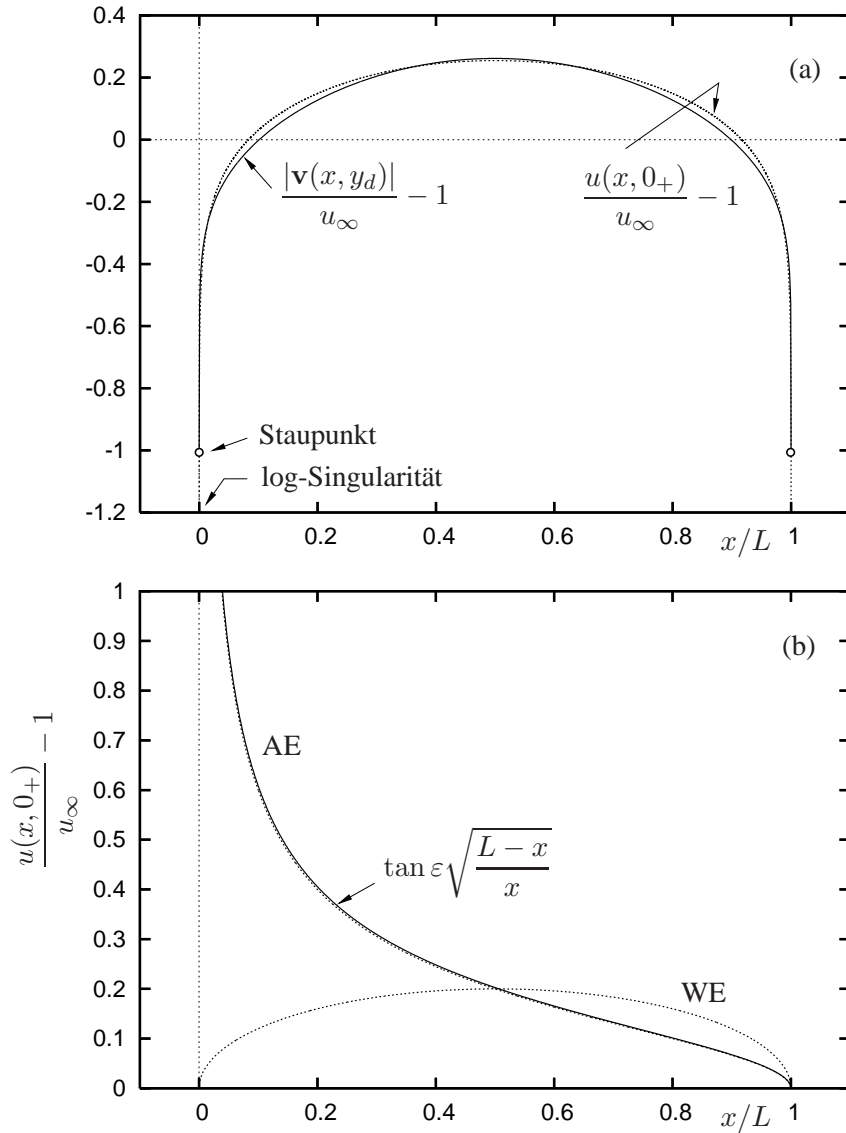 0.4
(a)
0.2
0
-0.2
|v(x, y_d)| / u_∞ − 1
u(x, 0_+) / u_∞ − 1
-0.4
-0.6
-0.8
Staupunkt
-1
log-Singularität
-1.2
0 0.2 0.4 0.6 0.8 x/L 1
1
(b)
0.9
0.8
0.7
AE
0.6
u(x, 0_+) / u_∞ − 1
0.5
tan ε √((L − x) / x)
0.4
0.3
0.2
WE
0.1
0
0 0.2 0.4 0.6 0.8 x/L 1